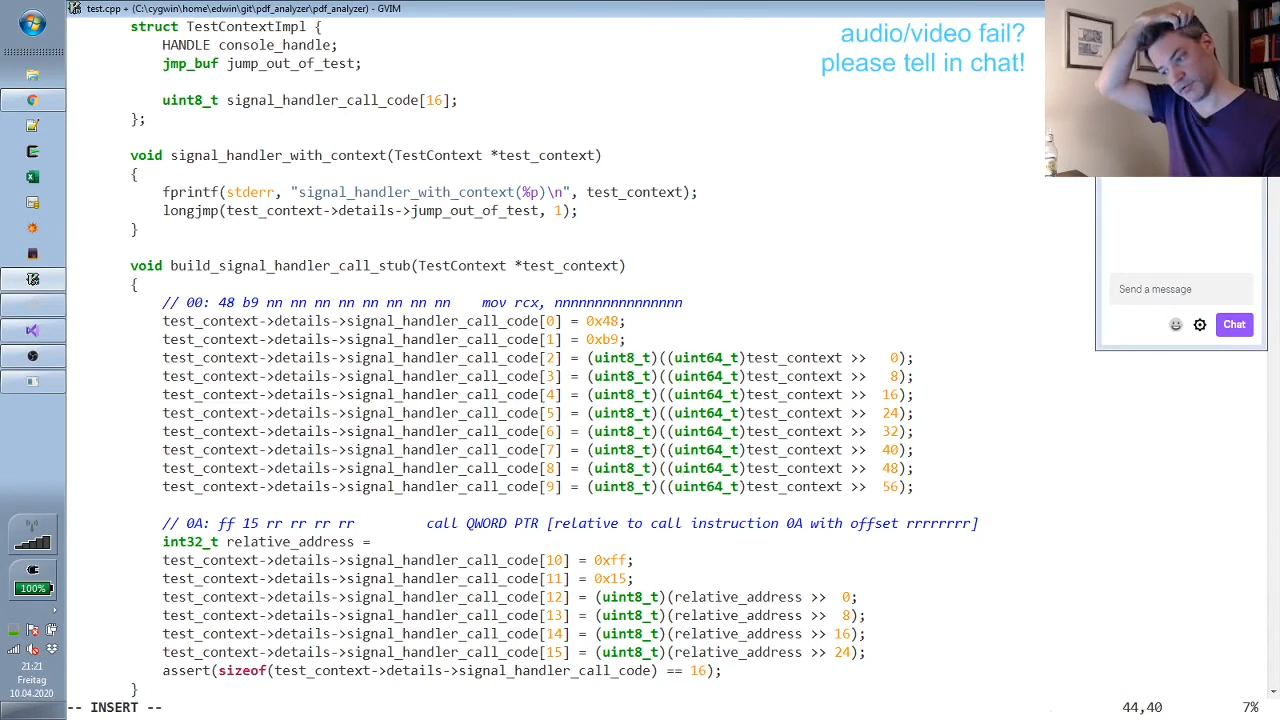 test.cpp + (C:\cygwin\home\edwin\git\pdf_analyzer\pdf_analyzer) - GVIM
struct TestContextImpl {
HANDLE console_handle;
jmp_buf jump_out_of_test;
uint8_t signal_handler_call_code[16];
};
void signal_handler_with_context(TestContext *test_context)
{
fprintf(stderr, "signal_handler_with_context(%p)\n", test_context);
longjmp(test_context->details->jump_out_of_test, 1);
}
void build_signal_handler_call_stub(TestContext *test_context)
{
// 00: 48 b9 nn nn nn nn nn nn nn nn    mov rcx, nnnnnnnnnnnnnnnn
test_context->details->signal_handler_call_code[0] = 0x48;
test_context->details->signal_handler_call_code[1] = 0xb9;
test_context->details->signal_handler_call_code[2] = (uint8_t)((uint64_t)test_context >>  0);
test_context->details->signal_handler_call_code[3] = (uint8_t)((uint64_t)test_context >>  8);
test_context->details->signal_handler_call_code[4] = (uint8_t)((uint64_t)test_context >> 16);
test_context->details->signal_handler_call_code[5] = (uint8_t)((uint64_t)test_context >> 24);
test_context->details->signal_handler_call_code[6] = (uint8_t)((uint64_t)test_context >> 32);
test_context->details->signal_handler_call_code[7] = (uint8_t)((uint64_t)test_context >> 40);
test_context->details->signal_handler_call_code[8] = (uint8_t)((uint64_t)test_context >> 48);
test_context->details->signal_handler_call_code[9] = (uint8_t)((uint64_t)test_context >> 56);
// 0A: ff 15 rr rr rr rr         call QWORD PTR [relative to call instruction 0A with offset rrrrrrrr]
int32_t relative_address =
test_context->details->signal_handler_call_code[10] = 0xff;
test_context->details->signal_handler_call_code[11] = 0x15;
test_context->details->signal_handler_call_code[12] = (uint8_t)(relative_address >>  0;
test_context->details->signal_handler_call_code[13] = (uint8_t)(relative_address >>  8);
test_context->details->signal_handler_call_code[14] = (uint8_t)(relative_address >> 16);
test_context->details->signal_handler_call_code[15] = (uint8_t)(relative_address >> 24);
assert(sizeof(test_context->details->signal_handler_call_code) == 16);
}
-- INSERT --
44,40
7%
audio/video fail?
please tell in chat!
Send a message
Chat
100%
21:21
Freitag
10.04.2020